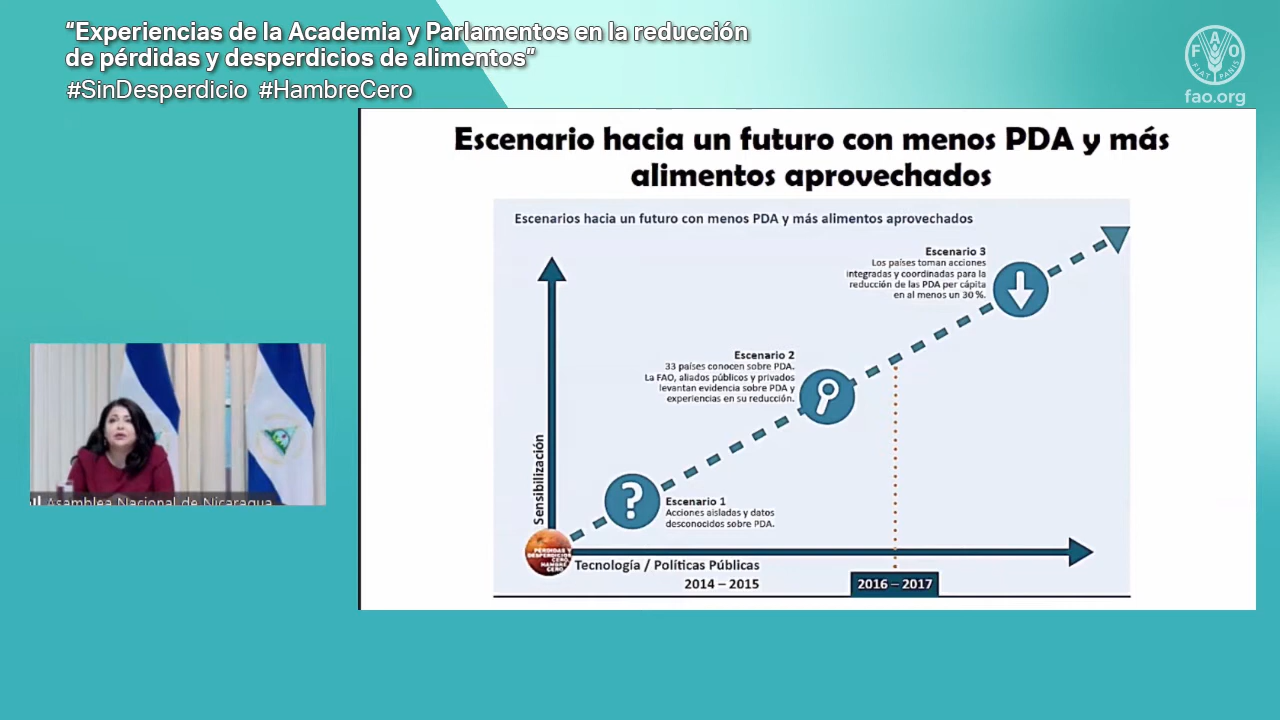 “Experiencias de la Academia y Parlamentos en la reducción
de pérdidas y desperdicios de alimentos”
#SinDesperdicio #HambreCero
FAO
FIAT PANIS
fao.org
Escenario hacia un futuro con menos PDA y más
alimentos aprovechados
Escenarios hacia un futuro con menos PDA y más alimentos aprovechados
Escenario 3
Los países toman acciones
integradas y coordinadas para la
reducción de las PDA per cápita
en al menos un 30 %.
Escenario 2
33 países conocen sobre PDA.
La FAO, aliados públicos y privados
levantan evidencia sobre PDA y
experiencias en su reducción.
Sensibilización
?
Escenario 1
Acciones aisladas y datos
desconocidos sobre PDA.
PÉRDIDAS Y
DESPERDICIOS
CERO,
HAMBRE
CERO
Tecnología / Políticas Públicas
2014 – 2015
2016 – 2017
Asamblea Nacional de Nicaragua